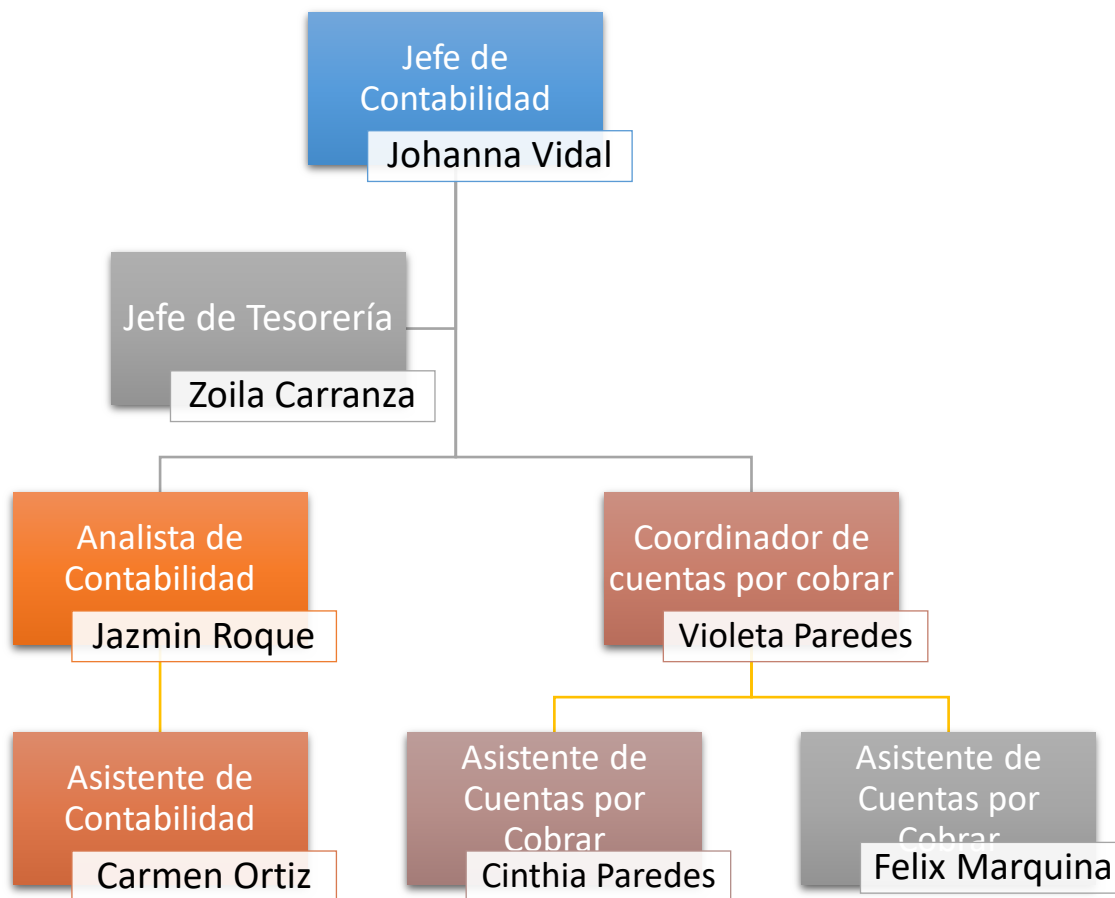 Jefe de
Contabilidad
Johanna Vidal
Jefe de Tesorería
Zoila Carranza
Analista de
Contabilidad
Jazmin Roque
Coordinador de
cuentas por cobrar
Violeta Paredes
Asistente de
Contabilidad
Carmen Ortiz
Asistente de
Cuentas por
Cobrar
Cinthia Paredes
Asistente de
Cuentas por
Cobrar
Felix Marquina